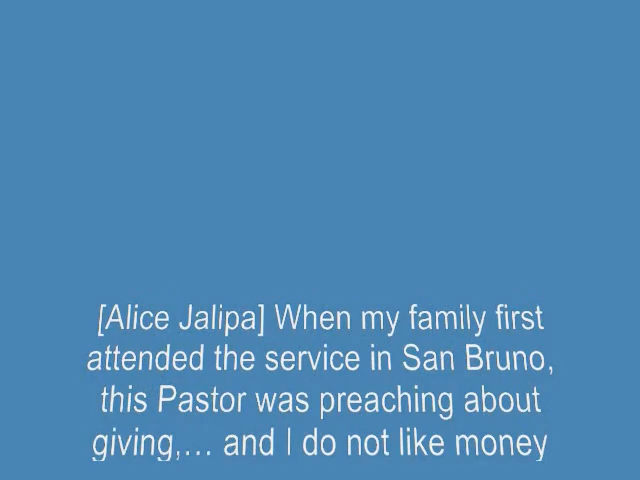 [Alice Jalipa] When my family first
attended the service in San Bruno,
this Pastor was preaching about
giving,... and I do not like money